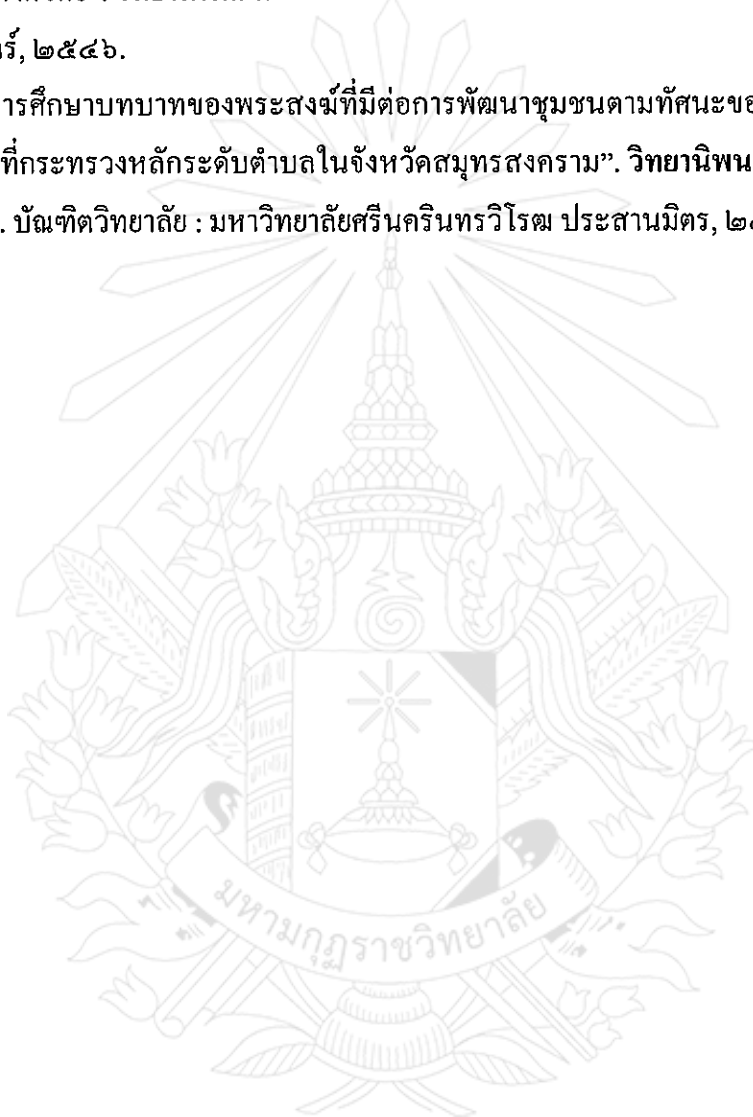 นธ์, ๒๕๔๖.
ารศึกษาบทบาทของพระสงฆ์ที่มีต่อการพัฒนาชุมชนตามทัศนะขอ
ที่กระทรวงหลักระดับตำบลในจังหวัดสมุทรสงคราม”. วิทยานิพน
. บัณฑิตวิทยาลัย : มหาวิทยาลัยศรีนครินทรวิโรฒ ประสานมิตร,
มหามกุฏราชวิทยาลัย